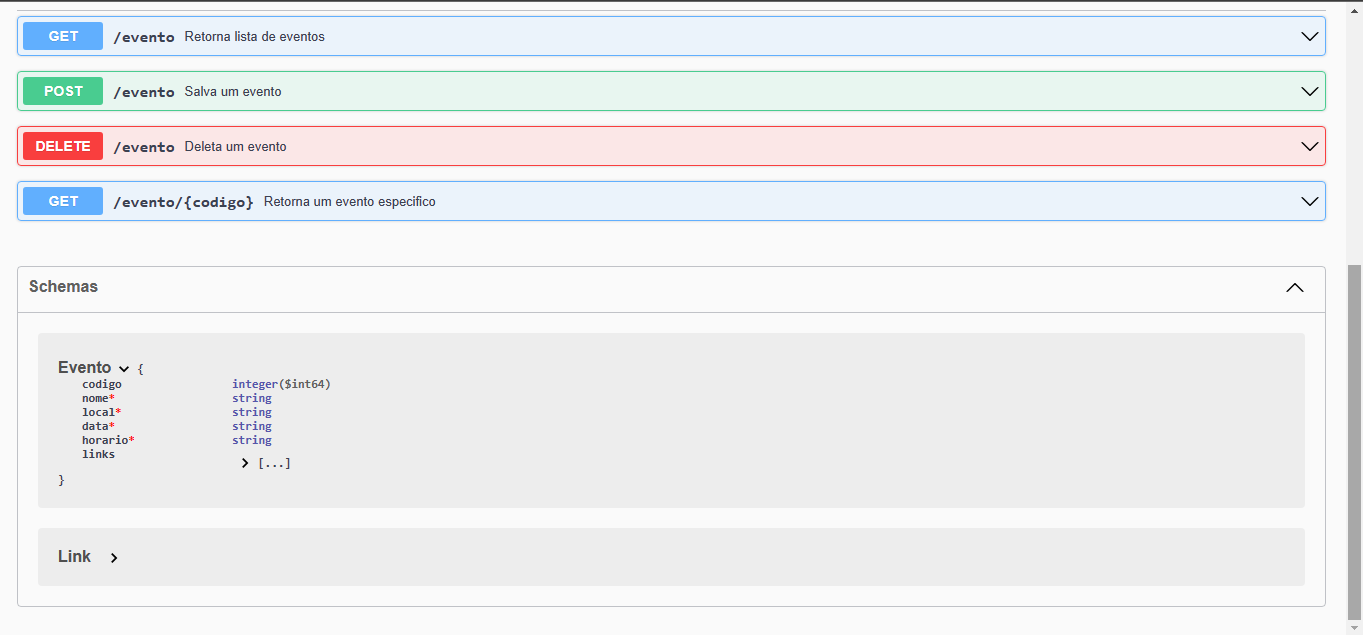 GET /evento Retorna lista de eventos
POST /evento Salva um evento
DELETE /evento Deleta um evento
GET /evento/{codigo} Retorna um evento especifico
Schemas
Evento {
codigo integer($int64)
nome* string
local* string
data* string
horario* string
links [...]
}
Link